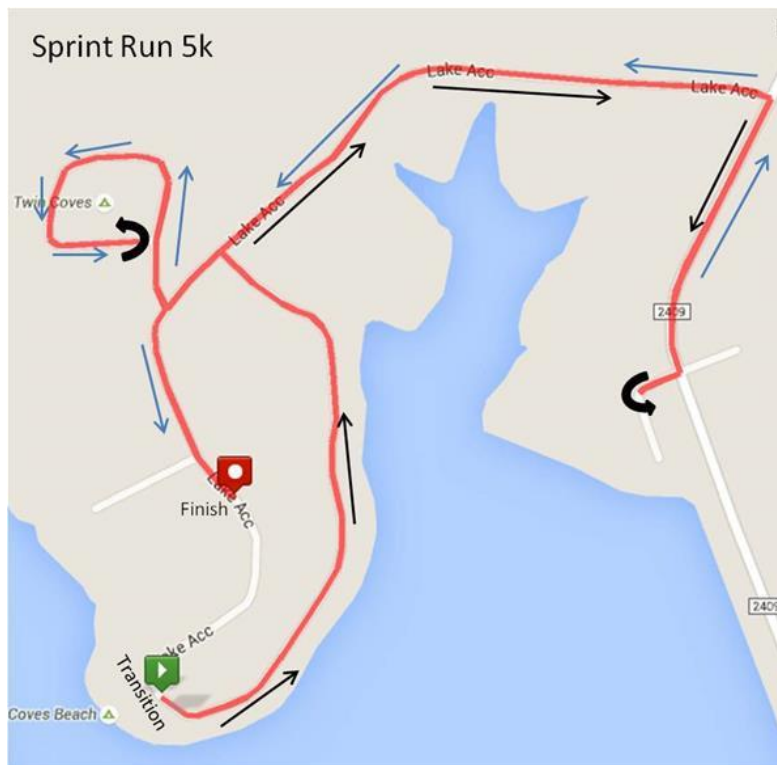 Sprint Run 5k
Lake Acc
Lake Acc
Twin Coves
Lake Acc
2409
Lake Acc
Finish
2409
Lake Acc
Transition
Coves Beach